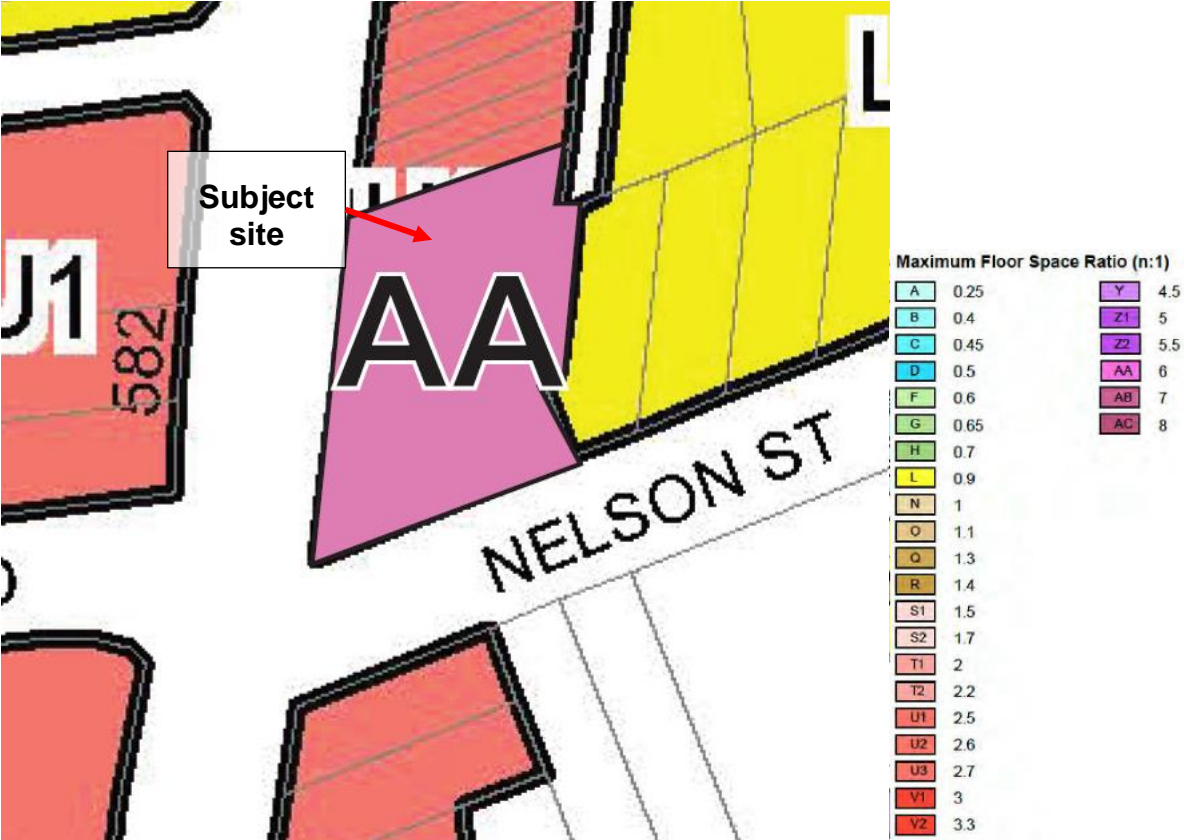 L
Subject
site
U1
AA
582
NELSON ST
Maximum Floor Space Ratio (n:1)
A 0.25
B 0.4
C 0.45
D 0.5
F 0.6
G 0.65
H 0.7
L 0.9
N 1
O 1.1
Q 1.3
R 1.4
S1 1.5
S2 1.7
T1 2
T2 2.2
U1 2.5
U2 2.6
U3 2.7
V1 3
V2 3.3
Y 4.5
Z1 5
Z2 5.5
AA 6
AB 7
AC 8